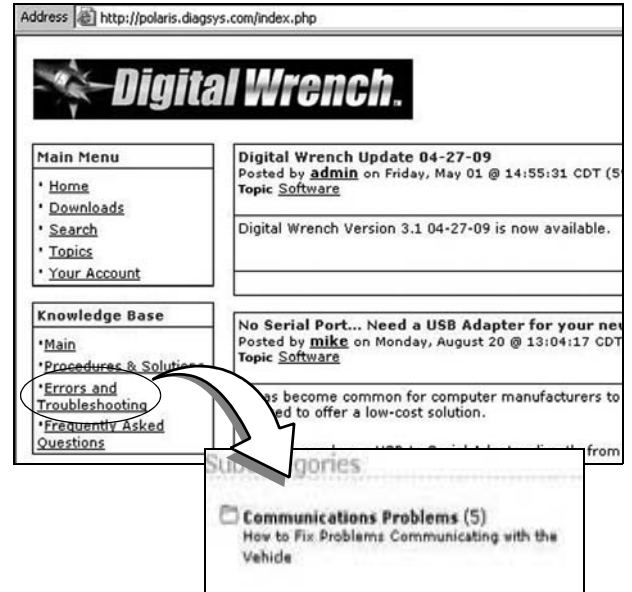 Address http://polaris.diagsys.com/index.php
Digital Wrench.
Main Menu
Home
Downloads
Search
Topics
Your Account
Knowledge Base
Main
Procedures & Solutions
Errors and
Troubleshooting
Frequently Asked
Questions
Digital Wrench Update 04-27-09
Posted by admin on Friday, May 01 @ 14:55:31 CDT (5
Topic Software
Digital Wrench Version 3.1 04-27-09 is now available.
No Serial Port... Need a USB Adapter for your
Posted by mike on Monday, August 20 @ 13:04:17 CDT
Topic Software
as become common for computer manufacturers to
to offer a low-cost solution.
from
Communications Problems (5)
How to Fix Problems Communicating with the
Vehicle